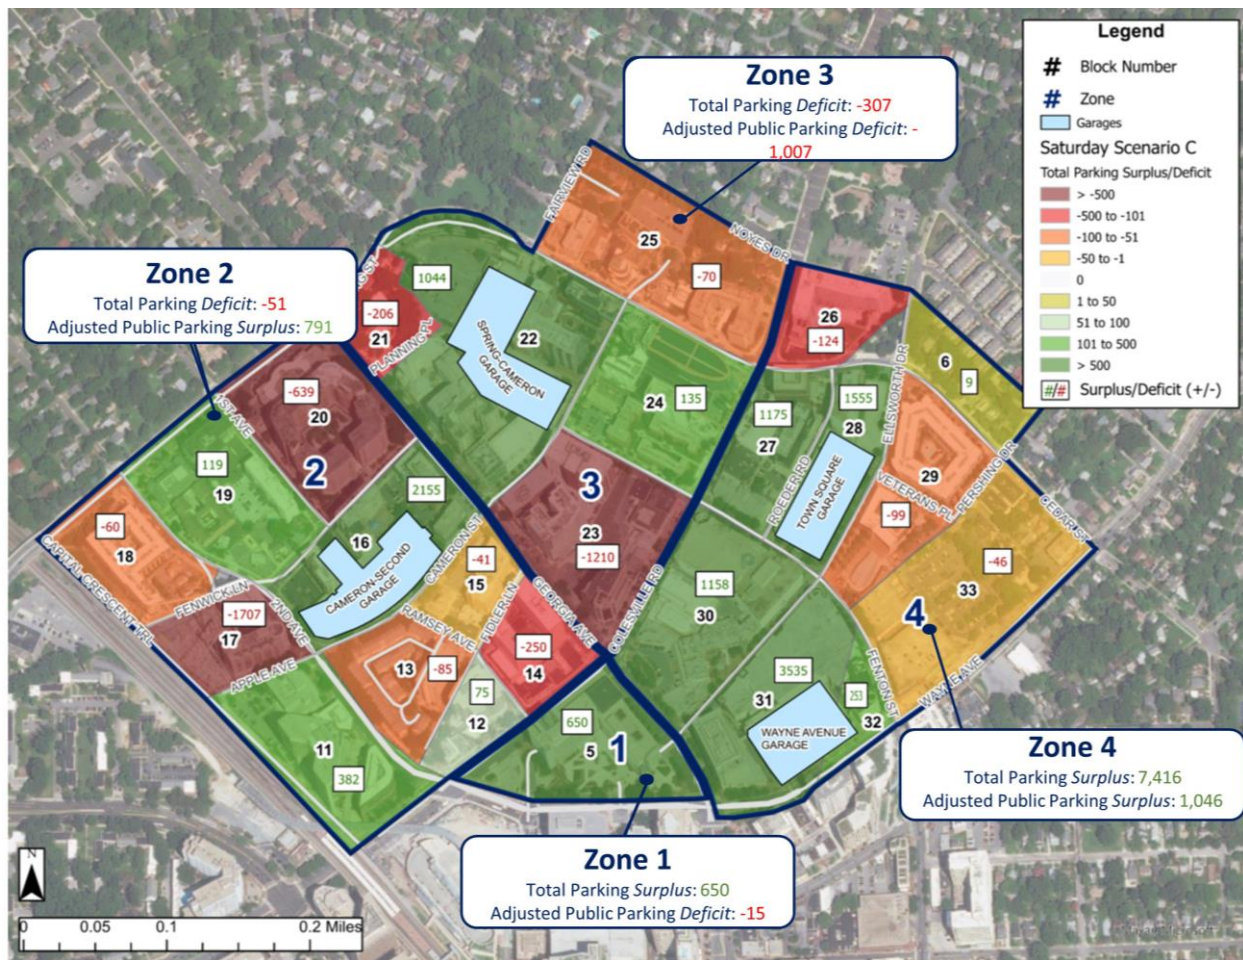 Legend
# Block Number
# Zone
Garages
Saturday Scenario C
Total Parking Surplus/Deficit
> -500
-500 to -101
-100 to -51
-50 to -1
0
1 to 50
51 to 100
101 to 500
> 500
#/# Surplus/Deficit (+/-)
Zone 3
Total Parking Deficit: -307
Adjusted Public Parking Deficit: -
1,007
Zone 2
Total Parking Deficit: -51
Adjusted Public Parking Surplus: 791
FAIRVIEW RD
NOYES DR
25
-70
1044
-206
21
PLANNING PL
SPRING-CAMERON
GARAGE
22
26
-124
6
9
ELLSWORTH DR
-639
20
1ST AVE
2
119
19
24
135
1175
27
1555
28
ROEDER RD
TOWN SQUARE
GARAGE
29
VETERANS PL
PERSHING DR
-99
CEDAR ST
-60
18
CAPITAL CRESCENT TRL
FENWICK LN
2ND AVE
-1707
17
APPLE AVE
2155
16
CAMERON-SECOND
GARAGE
CAMERON ST
-41
15
RAMSEY AVE
FIDLER LN
GEORGIA AVE
3
23
-1210
COLESVILLE RD
1158
30
-46
33
4
13
-85
-250
14
75
12
11
382
650
5
1
3535
31
WAYNE AVENUE
GARAGE
253
32
FENTON ST
WAYNE AVE
Zone 4
Total Parking Surplus: 7,416
Adjusted Public Parking Surplus: 1,046
Zone 1
Total Parking Surplus: 650
Adjusted Public Parking Deficit: -15
N
0 0.05 0.1 0.2 Miles